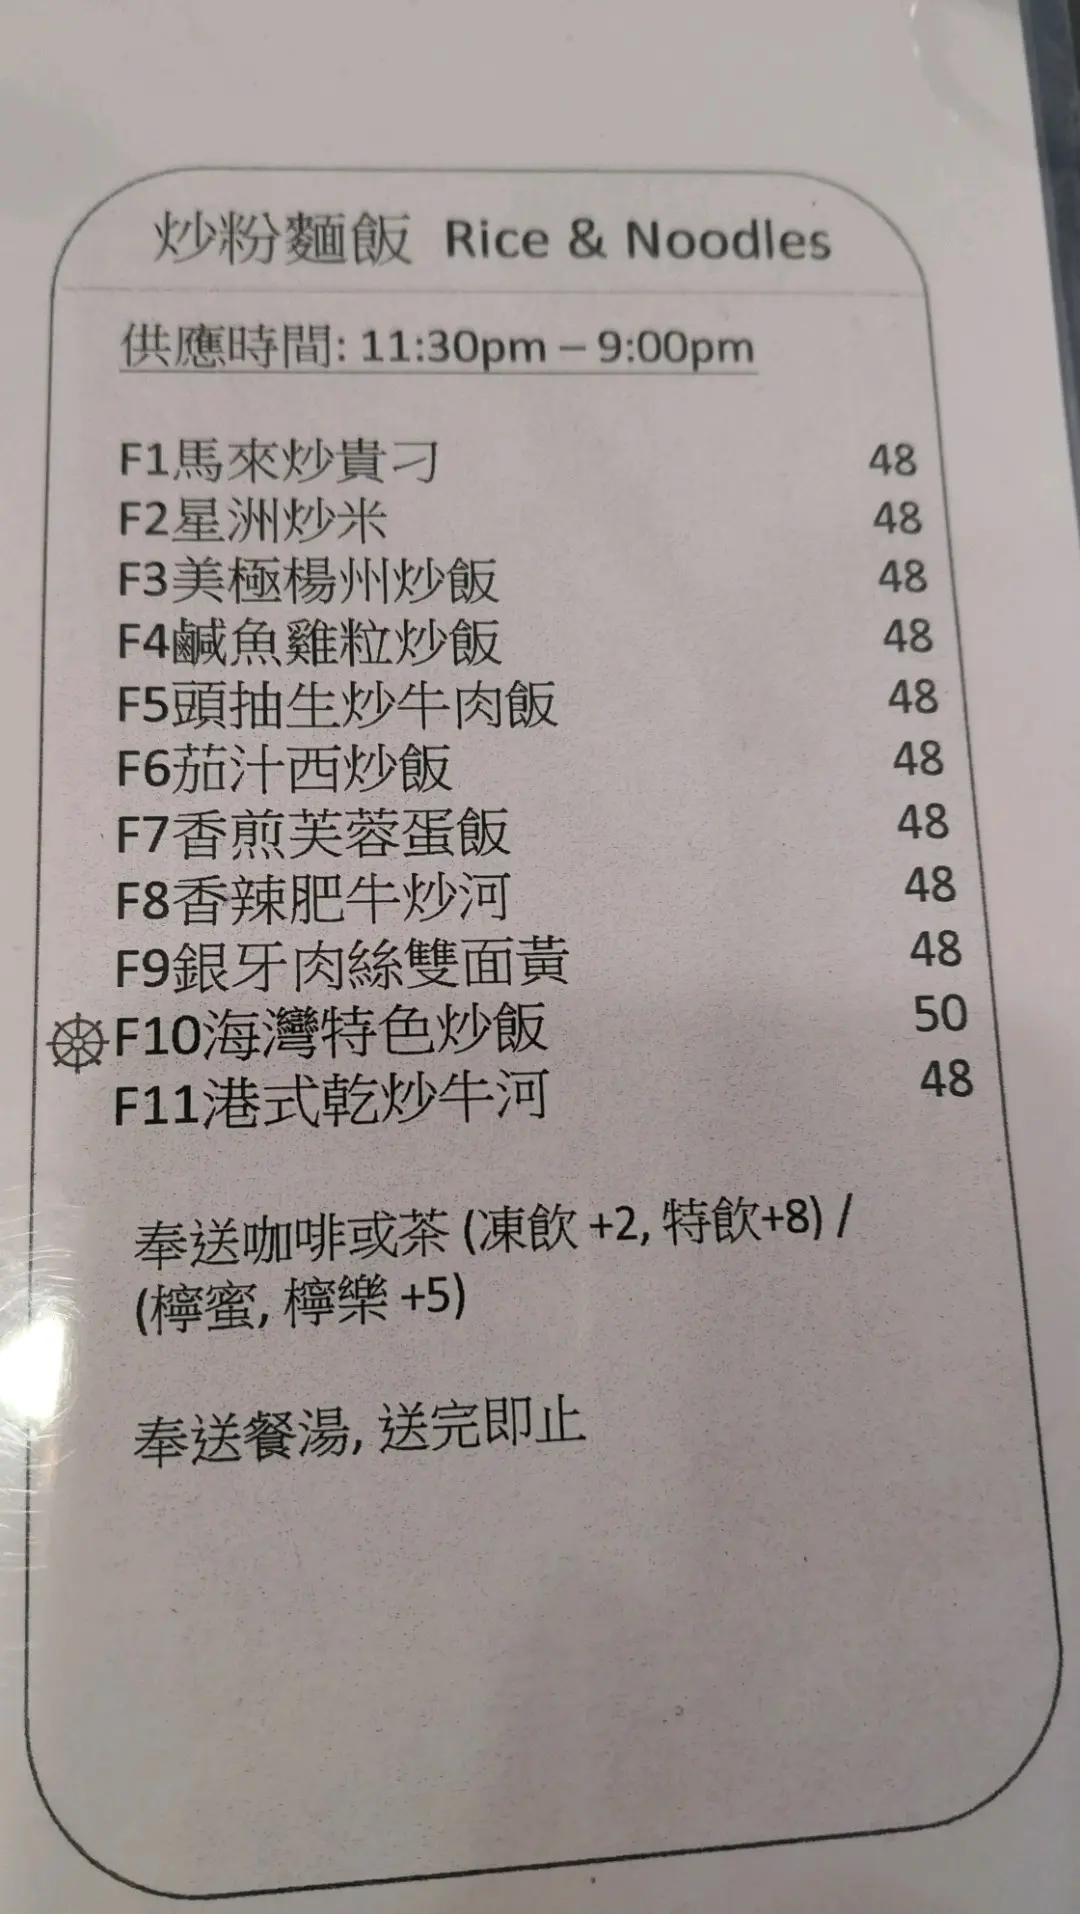 炒粉麵飯 Rice & Noodles
供應時間: 11:30pm – 9:00pm
F1馬來炒貴刁 48
F2星洲炒米 48
F3美極楊州炒飯 48
F4鹹魚雞粒炒飯 48
F5頭抽生炒牛肉飯 48
F6茄汁西炒飯 48
F7香煎芙蓉蛋飯 48
F8香辣肥牛炒河 48
F9銀牙肉絲雙面黃 48
F10海灣特色炒飯 50
F11港式乾炒牛河 48
奉送咖啡或茶 (凍飲 +2, 特飲+8) /
(檸蜜, 檸樂 +5)
奉送餐湯, 送完即止